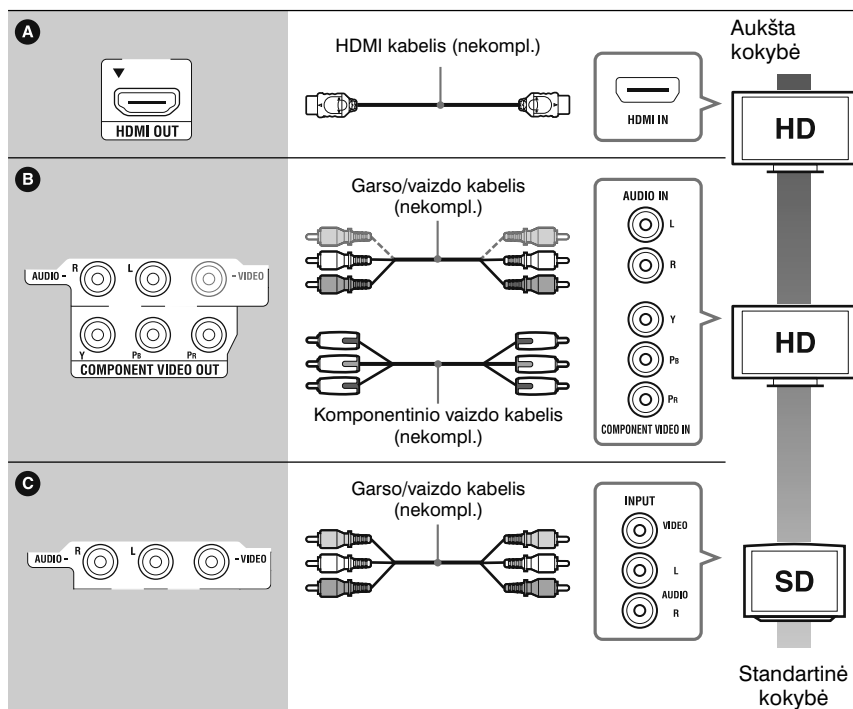 A
HDMI OUT
HDMI kabelis (nekompl.)
HDMI IN
Aukšta
kokybė
HD
B
AUDIO - R L - VIDEO
Y PB PR
COMPONENT VIDEO OUT
Garso/vaizdo kabelis
(nekompl.)
Komponentinio vaizdo kabelis
(nekompl.)
AUDIO IN
L
R
Y
PB
PR
COMPONENT VIDEO IN
HD
C
AUDIO - R L - VIDEO
Garso/vaizdo kabelis
(nekompl.)
INPUT
VIDEO
L
AUDIO
R
SD
Standartinė
kokybė